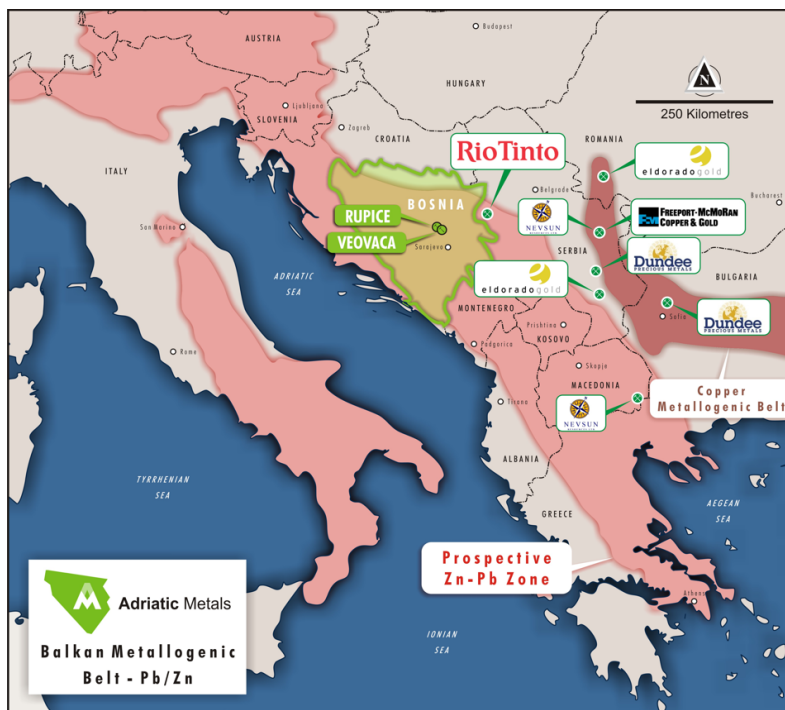 AUSTRIA
Budapest
HUNGARY
N
250 Kilometres
Ljubljana
SLOVENIA
Zagreb
CROATIA
ROMANIA
RioTinto
eldoradogold
ITALY
Belgrade
Bucharest
BOSNIA
NEVSUN
FREEPORT-McMoRAN
COPPER & GOLD
RUPICE
VEOVACA
San Marino
Sarajevo
SERBIA
Dundee
PRECIOUS METALS
ADRIATIC
SEA
eldoradogold
BULGARIA
MONTENEGRO
Prishtina
KOSOVO
Sofia
Dundee
PRECIOUS METALS
Rome
Podgorica
Skopje
MACEDONIA
Copper
Metallogenic Belt
Tirana
NEVSUN
ALBANIA
TYRRHENIAN
SEA
AEGEAN
SEA
GREECE
Prospective
Zn-Pb Zone
Adriatic Metals
Athens
Balkan Metallogenic
Belt - Pb/Zn
IONIAN
SEA